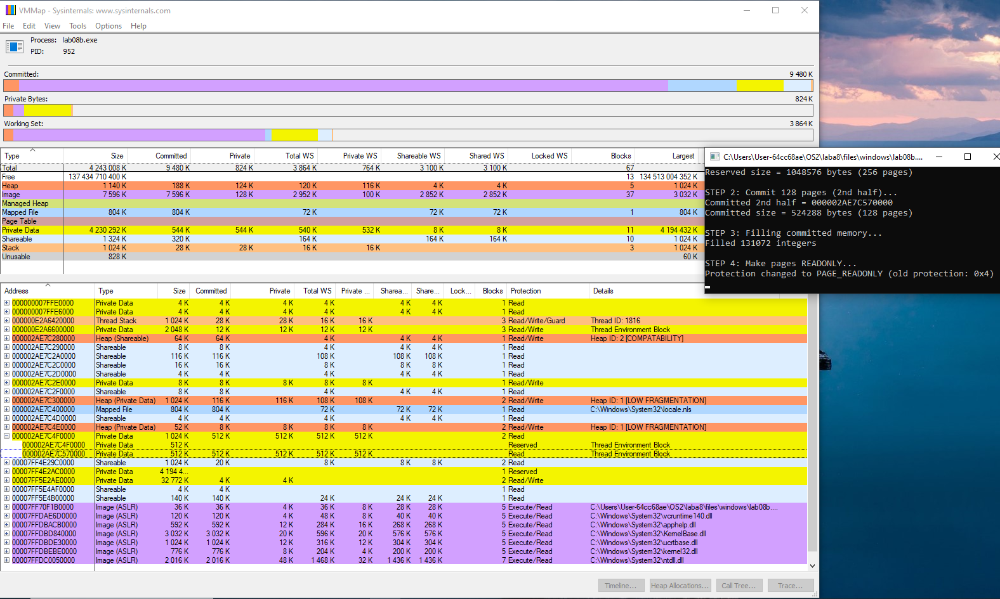 VMMap - Sysinternals: www.sysinternals.com
File Edit View Tools Options Help
Process: lab08b.exe
PID: 952
Committed: 9 480 K
Private Bytes: 824 K
Working Set: 3 864 K
Type Size Committed Private Total WS Private WS Shareable WS Shared WS Locked WS Blocks Largest
Total 4 243 008 K 9 480 K 824 K 3 864 K 764 K 3 100 K 3 100 K 67
Free 137 434 710 400 K 13 134 513 004 352 K
Heap 1 140 K 188 K 124 K 120 K 116 K 4 K 4 K 5 1 024 K
Image 7 596 K 7 596 K 128 K 2 952 K 100 K 2 852 K 2 852 K 37 3 032 K
Managed Heap
Mapped File 804 K 804 K 72 K 72 K 72 K 1 804 K
Page Table
Private Data 4 230 292 K 544 K 544 K 540 K 532 K 8 K 8 K 11 4 194 432 K
Shareable 1 324 K 320 K 164 K 164 K 164 K 10 1 024 K
Stack 1 024 K 28 K 28 K 16 K 16 K 3 1 024 K
Unusable 828 K 60 K
C:\Users\User-64cc68ae\OS2\laba8\files\windows\lab08b....
Reserved size = 1048576 bytes (256 pages)
STEP 2: Commit 128 pages (2nd half)...
Committed 2nd half = 000002AE7C570000
Committed size = 524288 bytes (128 pages)
STEP 3: Filling committed memory...
Filled 131072 integers
STEP 4: Make pages READONLY...
Protection changed to PAGE_READONLY (old protection: 0x4)
Address Type Size Committed Private Total WS Private ... Sharea... Share... Lock... Blocks Protection Details
000000007FFE0000 Private Data 4 K 4 K 4 K 4 K 4 K 1 Read
000000007FFE6000 Private Data 4 K 4 K 4 K 4 K 4 K 1 Read
000000E2A6420000 Thread Stack 1 024 K 28 K 28 K 16 K 16 K 3 Read/Write/Guard Thread ID: 1816
000000E2A6600000 Private Data 2 048 K 12 K 12 K 12 K 12 K 3 Read/Write Thread Environment Block
000002AE7C280000 Heap (Shareable) 64 K 64 K 4 K 4 K 4 K 1 Read/Write Heap ID: 2 [COMPATABILITY]
000002AE7C290000 Shareable 8 K 8 K 4 K 4 K 4 K 1 Read
000002AE7C2A0000 Shareable 116 K 116 K 108 K 108 K 108 K 1 Read
000002AE7C2C0000 Shareable 16 K 16 K 8 K 8 K 8 K 1 Read
000002AE7C2D0000 Shareable 4 K 4 K 4 K 4 K 4 K 1 Read
000002AE7C2E0000 Private Data 8 K 8 K 8 K 8 K 8 K 1 Read/Write
000002AE7C2F0000 Shareable 8 K 8 K 4 K 4 K 4 K 1 Read
000002AE7C300000 Heap (Private Data) 1 024 K 116 K 116 K 108 K 108 K 2 Read/Write Heap ID: 1 [LOW FRAGMENTATION]
000002AE7C400000 Mapped File 804 K 804 K 72 K 72 K 72 K 1 Read C:\Windows\System32\locale.nls
000002AE7C4D0000 Shareable 4 K 4 K 4 K 4 K 4 K 1 Read
000002AE7C4E0000 Heap (Private Data) 52 K 8 K 8 K 8 K 8 K 2 Read/Write Heap ID: 1 [LOW FRAGMENTATION]
000002AE7C4F0000 Private Data 1 024 K 512 K 512 K 512 K 512 K 2 Read
000002AE7C4F0000 Private Data 512 K Reserved Thread Environment Block
000002AE7C570000 Private Data 512 K 512 K 512 K 512 K 512 K Read Thread Environment Block
00007FF4E29C0000 Shareable 1 024 K 20 K 8 K 8 K 8 K 2 Read
00007FF4E2AC0000 Private Data 4 194 4... 1 Reserved
00007FF5E2AE0000 Private Data 32 772 K 4 K 4 K 2 Read/Write
00007FF5E4AF0000 Shareable 4 K 4 K 1 Read
00007FF5E4B00000 Shareable 140 K 140 K 24 K 24 K 24 K 1 Read
00007FF70F1B0000 Image (ASLR) 36 K 36 K 4 K 36 K 8 K 28 K 28 K 5 Execute/Read C:\Users\User-64cc68ae\OS2\laba8\files\windows\lab08b....
00007FFDAE6D0000 Image (ASLR) 120 K 120 K 4 K 48 K 8 K 40 K 40 K 5 Execute/Read C:\Windows\System32\vcruntime140.dll
00007FFDBACB0000 Image (ASLR) 592 K 592 K 12 K 284 K 16 K 268 K 268 K 5 Execute/Read C:\Windows\System32\apphelp.dll
00007FFDBD840000 Image (ASLR) 3 032 K 3 032 K 20 K 596 K 20 K 576 K 576 K 5 Execute/Read C:\Windows\System32\KernelBase.dll
00007FFDBDE30000 Image (ASLR) 1 024 K 1 024 K 12 K 316 K 12 K 304 K 304 K 5 Execute/Read C:\Windows\System32\ucrtbase.dll
00007FFDBEBE0000 Image (ASLR) 776 K 776 K 8 K 204 K 4 K 200 K 200 K 5 Execute/Read C:\Windows\System32\kernel32.dll
00007FFDC0050000 Image (ASLR) 2 016 K 2 016 K 48 K 1 468 K 32 K 1 436 K 1 436 K 7 Execute/Read C:\Windows\System32\ntdll.dll
Timeline... Heap Allocations... Call Tree... Trace...